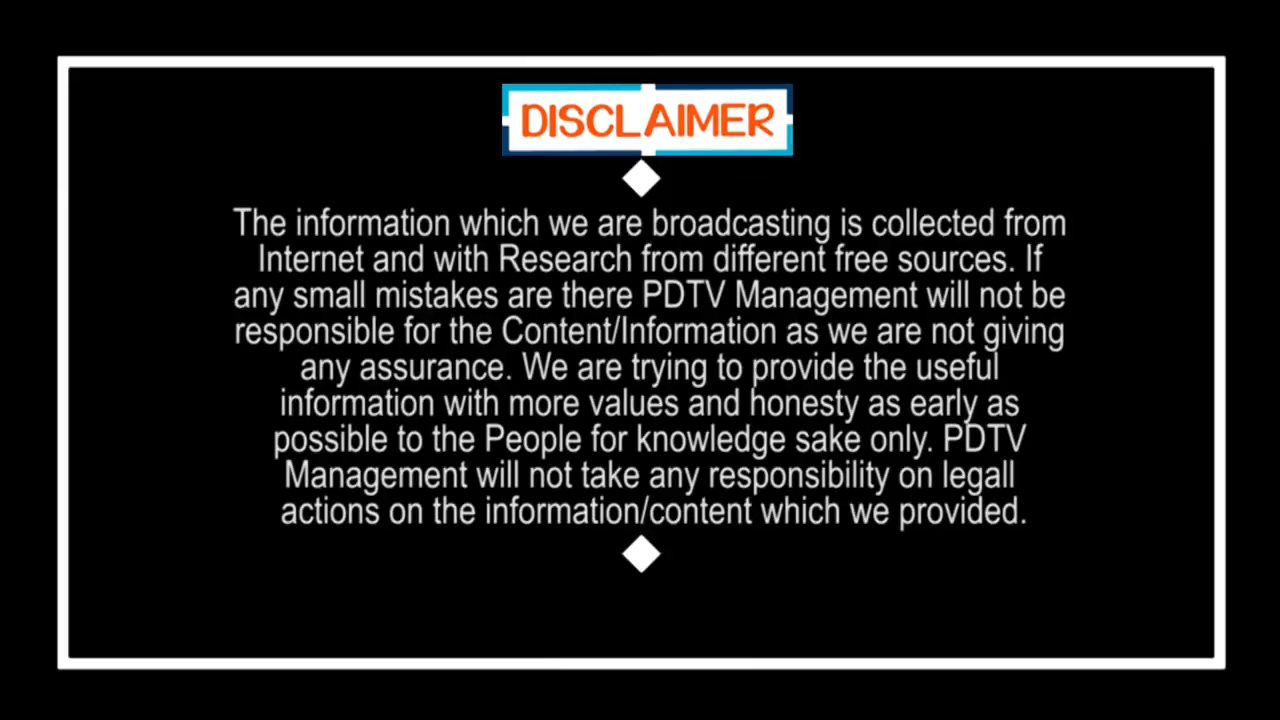 DISCLAIMER
The information which we are broadcasting is collected from
Internet and with Research from different free sources. If
any small mistakes are there PDTV Management will not be
responsible for the Content/Information as we are not giving
any assurance. We are trying to provide the useful
information with more values and honesty as early as
possible to the People for knowledge sake only. PDTV
Management will not take any responsibility on legall
actions on the information/content which we provided.